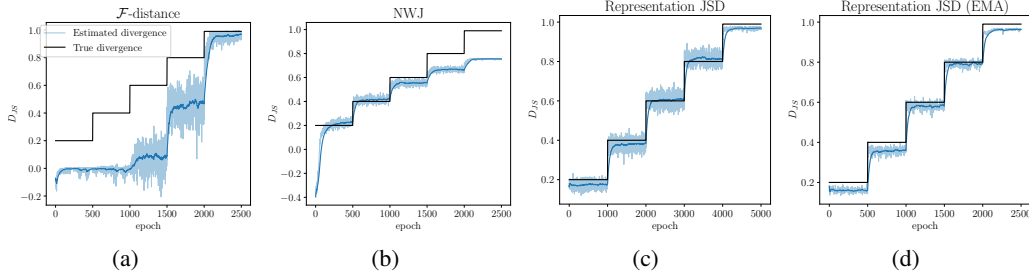 𝓕-distance
Estimated divergence
True divergence
D_JS
1.0
0.8
0.6
0.4
0.2
0.0
−0.2
0 500 1000 1500 2000 2500
epoch
(a)
NWJ
D_JS
1.0
0.8
0.6
0.4
0.2
0.0
−0.2
−0.4
0 500 1000 1500 2000 2500
epoch
(b)
Representation JSD
D_JS
1.0
0.8
0.6
0.4
0.2
0 1000 2000 3000 4000 5000
epoch
(c)
Representation JSD (EMA)
D_JS
1.0
0.8
0.6
0.4
0.2
0 500 1000 1500 2000 2500
epoch
(d)